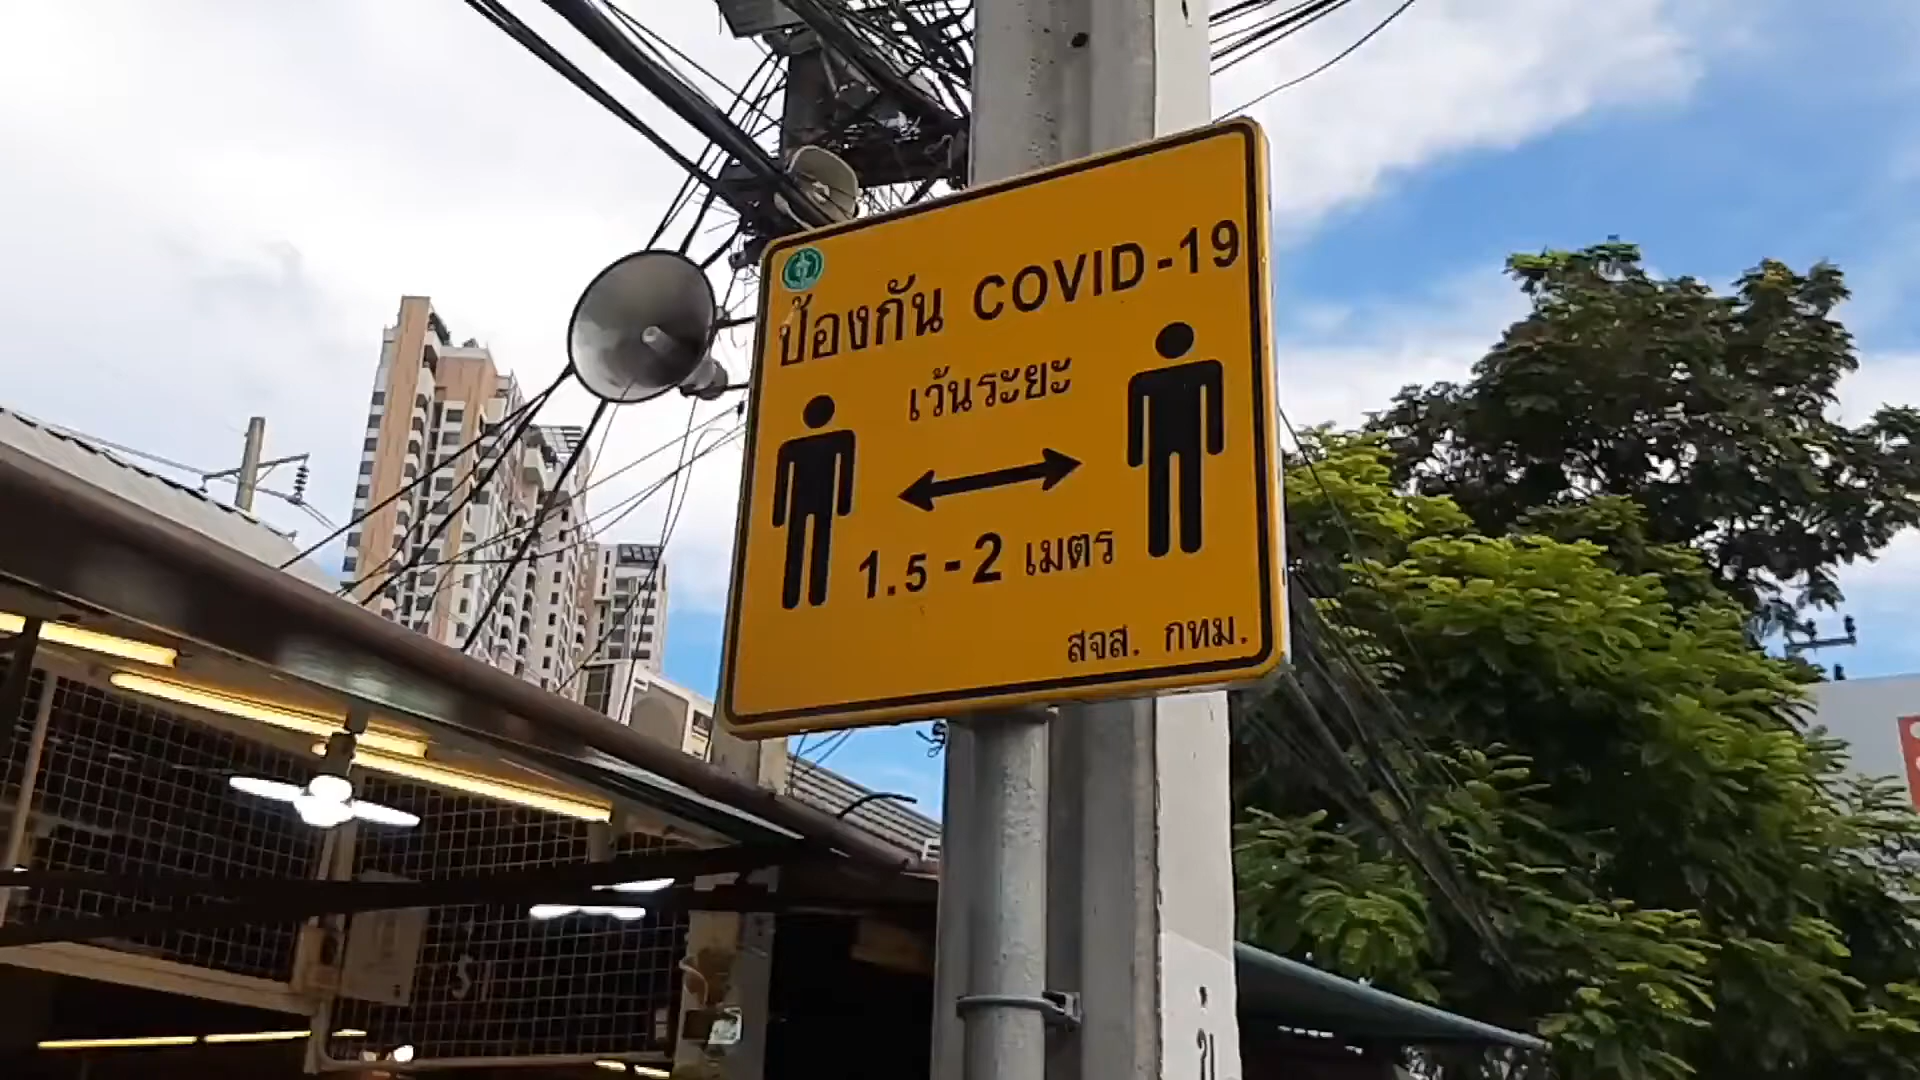 ป้องกัน COVID-19
เว้นระยะ
1.5 - 2 เมตร
สจส. กทม.